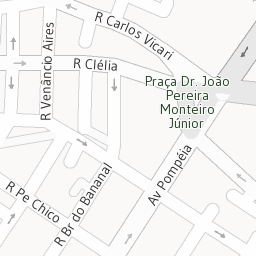 R Carlos Vicari
R Clélia
R Venâncio Aires
Praça Dr. João
Pereira
Monteiro
Júnior
Av Pompéia
R Br do Bananal
R Pe Chico